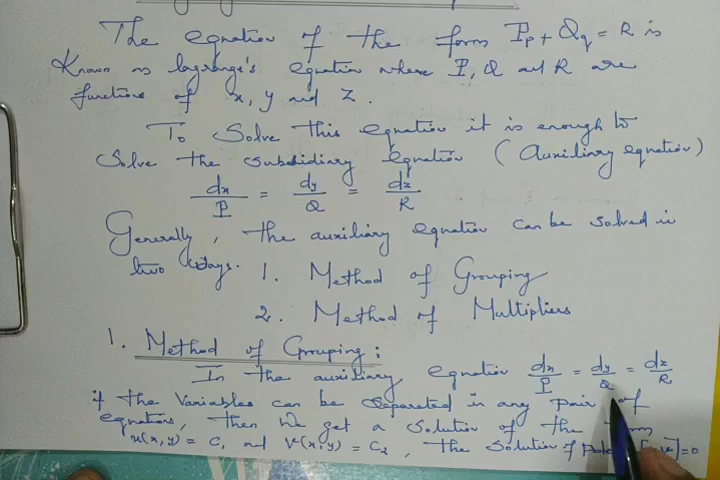 The equation of the form Pp + Qq = R is
known as lagrange's equation where P, Q and R are
functions of x, y and z.
To solve this equation it is enough to
solve the subsidiary equation (Auxiliary equation)
dx/P = dy/Q = dz/R
Generally, the auxiliary equation can be solved in
two ways. 1. Method of Grouping
2. Method of Multipliers
1. Method of Grouping:
In the auxiliary equation dx/P = dy/Q = dz/R
if the variables can be separated in any pair of
equations, then we get a solution of the
u(x,y) = C₁ and V(x,y) = C₂, the solution of =0